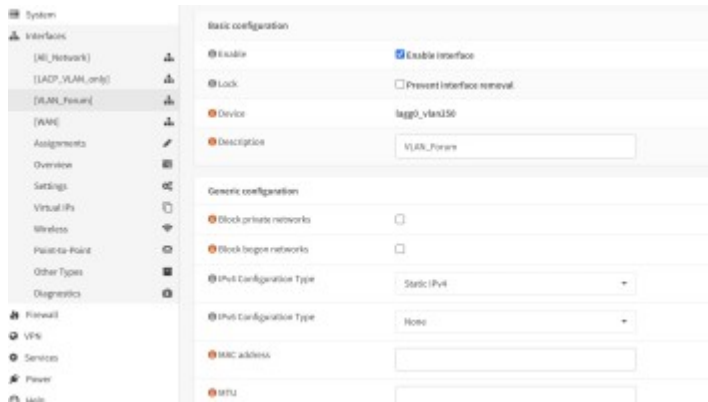 System
Interfaces
[All_Network]
[LACP_VLAN_only]
[VLAN_Forum]
[WAN]
Assignments
Overview
Settings
Virtual IPs
Wireless
Point-to-Point
Other Types
Diagnostics
Firewall
VPN
Services
Power
Help
Basic configuration
Enable
Enable Interface
Lock
Prevent interface removal
Device
lagg0_vlan250
Description
VLAN_Forum
Generic configuration
Block private networks
Block bogon networks
IPv4 Configuration Type
Static IPv4
IPv6 Configuration Type
None
MAC address
MTU